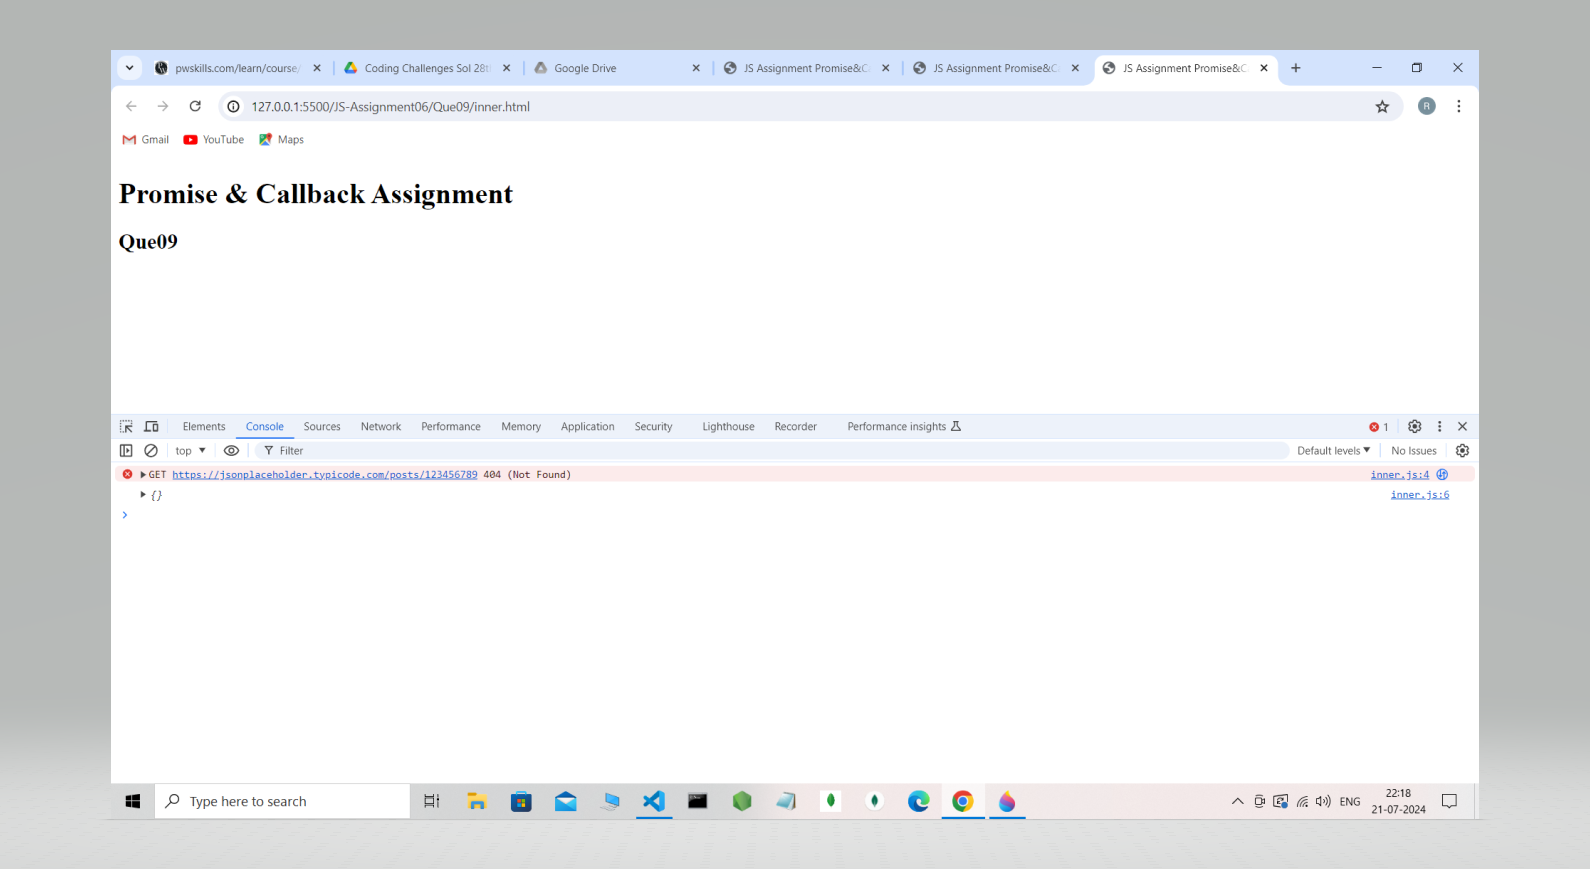 pwskills.com/learn/course/
Coding Challenges Sol 28t
Google Drive
JS Assignment Promise&C
JS Assignment Promise&C
JS Assignment Promise&C
127.0.0.1:5500/JS-Assignment06/Que09/inner.html
R
Gmail YouTube Maps
Promise & Callback Assignment
Que09
Elements Console Sources Network Performance Memory Application Security Lighthouse Recorder Performance insights 1
top Filter Default levels No Issues
GET https://jsonplaceholder.typicode.com/posts/123456789 404 (Not Found) inner.js:4
{} inner.js:6
Type here to search
ENG
22:18
21-07-2024